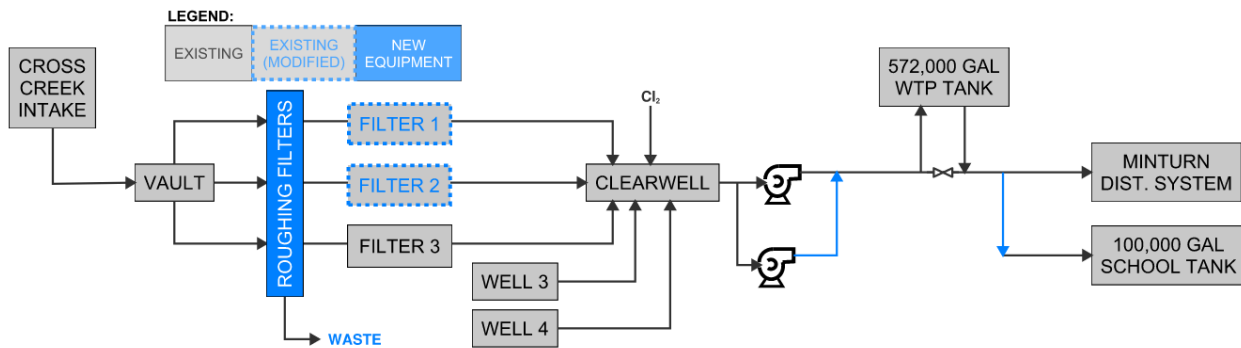 LEGEND:
EXISTING
EXISTING
(MODIFIED)
NEW
EQUIPMENT
CROSS
CREEK
INTAKE
VAULT
ROUGHING FILTERS
WASTE
FILTER 1
FILTER 2
FILTER 3
WELL 3
WELL 4
Cl₂
CLEARWELL
572,000 GAL
WTP TANK
MINTURN
DIST. SYSTEM
100,000 GAL
SCHOOL TANK